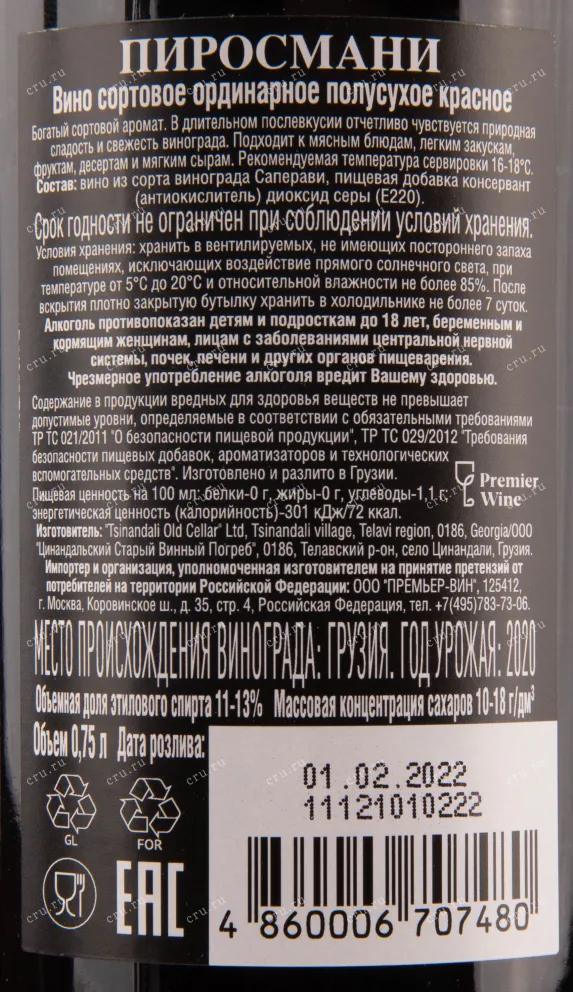 ПИРОСМАНИ
Вино сортовое ординарное полусухое красное
Богатый сортовой аромат. В длительном послевкусии отчетливо чувствуется природная
сладость и свежесть винограда. Подходит к мясным блюдам, легким закускам,
фруктам, десертам и мягким сырам. Рекомендуемая температура сервировки 16-18°С.
Состав: вино из сорта винограда Саперави, пищевая добавка консервант
(антиокислитель) диоксид серы (Е220).
Срок годности не ограничен при соблюдении условий хранения.
Условия хранения: хранить в вентилируемых, не имеющих постороннего запаха
помещениях, исключающих воздействие прямого солнечного света, при
температуре от 5°С до 20°С и относительной влажности не более 85%. После
вскрытия плотно закрытую бутылку хранить в холодильнике не более 7 суток.
Алкоголь противопоказан детям и подросткам до 18 лет, беременным и
кормящим женщинам, лицам с заболеваниями центральной нервной
системы, почек, печени и других органов пищеварения.
Чрезмерное употребление алкоголя вредит Вашему здоровью.
Содержание в продукции вредных для здоровья веществ не превышает
допустимые уровни, определяемые в соответствии с обязательными требованиями
ТР ТС 021/2011 "О безопасности пищевой продукции", ТР ТС 029/2012 "Требования
безопасности пищевых добавок, ароматизаторов и технологических
вспомогательных средств". Изготовлено и разлито в Грузии.
Пищевая ценность на 100 мл: белки-0 г, жиры-0 г, углеводы-1,1 г;
энергетическая ценность (калорийность)-301 кДж/72 ккал.
Premier
Wine
Изготовитель: "Tsinandali Old Cellar" Ltd, Tsinandali village, Telavi region, 0186, Georgia/ООО
"Цинандальский Старый Винный Погреб", 0186, Телавский р-он, село Цинандали, Грузия.
Импортер и организация, уполномоченная изготовителем на принятие претензий от
потребителей на территории Российской Федерации: ООО "ПРЕМЬЕР-ВИН", 125412,
г. Москва, Коровинское ш., д. 35, стр. 4, Российская Федерация, тел. +7(495)783-73-06.
МЕСТО ПРОИСХОЖДЕНИЯ ВИНОГРАДА: ГРУЗИЯ. ГОД УРОЖАЯ: 2020
Объемная доля этилового спирта 11-13% Массовая концентрация сахаров 10-18 г/дм³
Объем 0,75 л Дата розлива:
01.02.2022
11121010222
GL
FOR
EAC
4 860006 707480